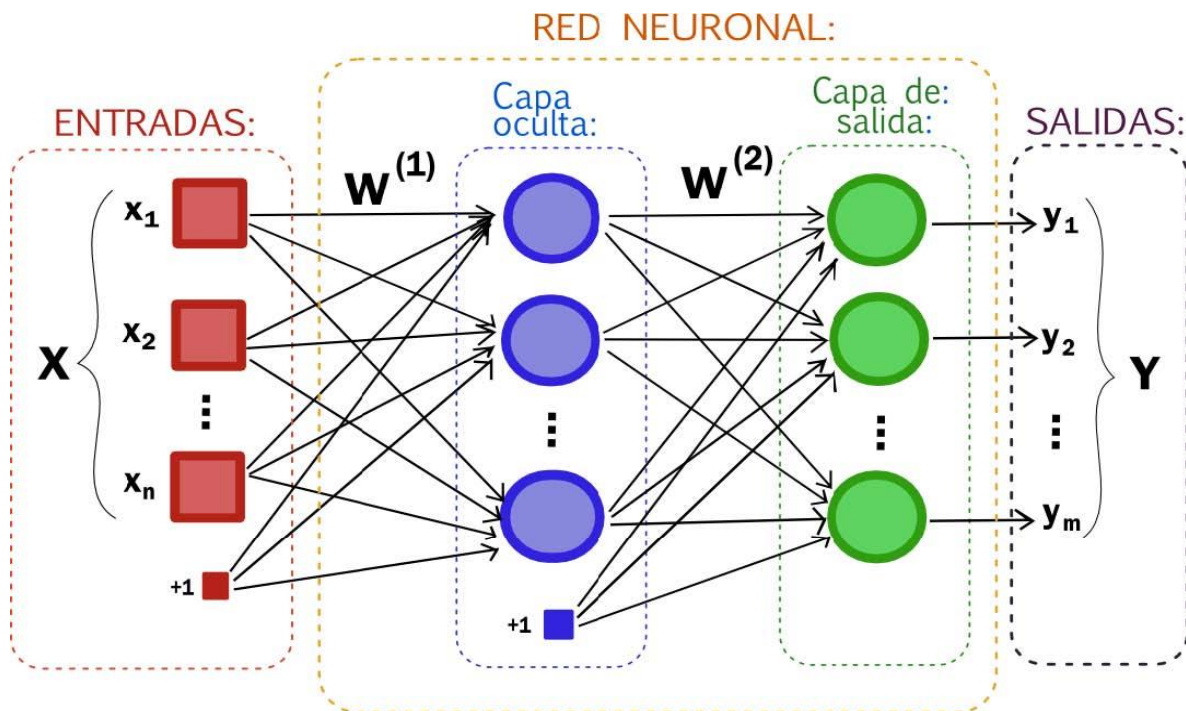 RED NEURONAL:
ENTRADAS:
Capa
oculta:
Capa de:
salida:
SALIDAS:
W(1)
W(2)
x1
y1
x2
y2
X
Y
⋮
⋮
⋮
⋮
xn
ym
+1
+1